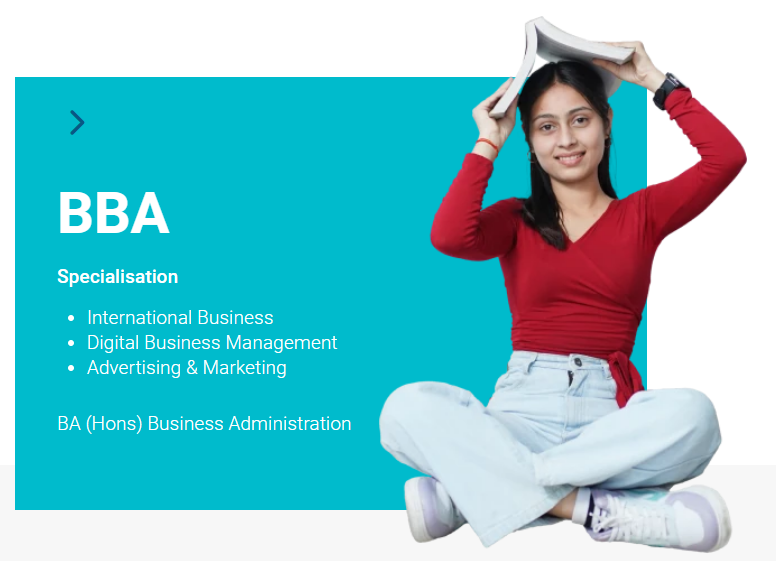 BBA
Specialisation
International Business
Digital Business Management
Advertising & Marketing
BA (Hons) Business Administration